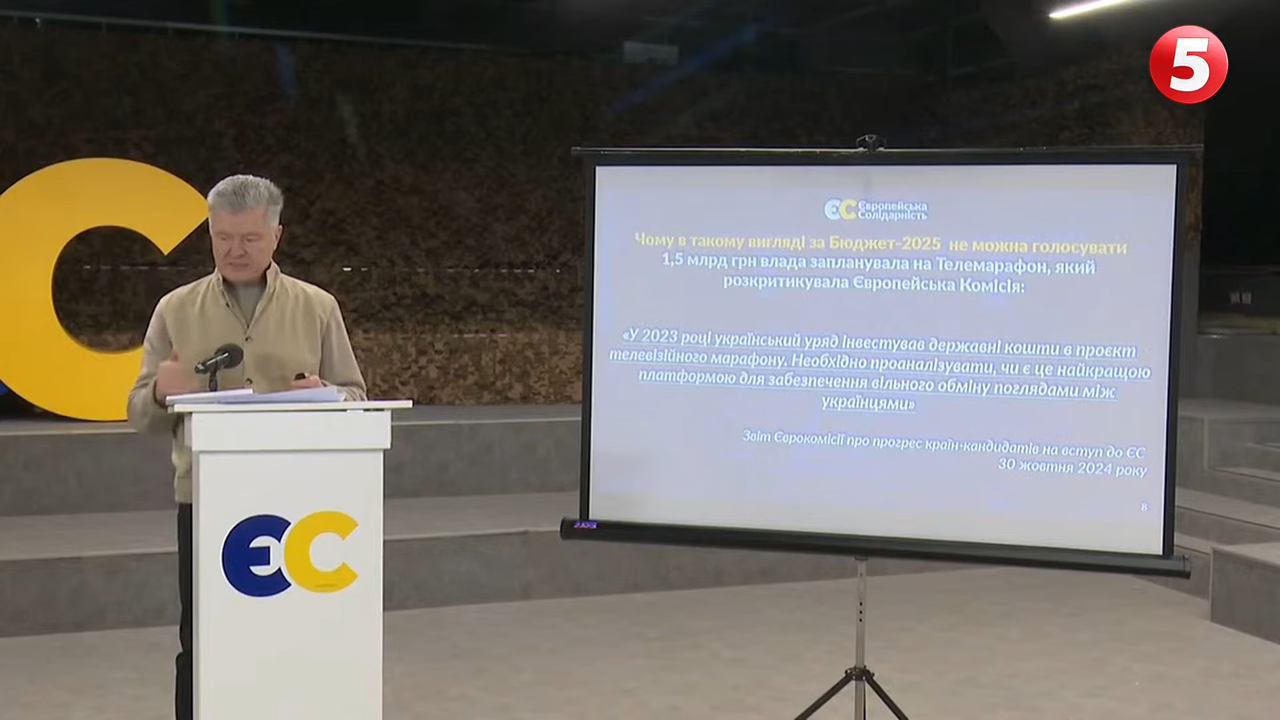 5
ЄС Європейська
Солідарність
Чому в такому вигляді за Бюджет-2025 не можна голосувати
1,5 млрд грн влада запланувала на Телемарафон, який
розкритикувала Європейська Комісія:
«У 2023 році український уряд інвестував державні кошти в проєкт
телевізійного марафону. Необхідно проаналізувати, чи є це найкращою
платформою для забезпечення вільного обміну поглядами між
українцями»
Звіт Єврокомісії про прогрес країн-кандидатів на вступ до ЄС
30 жовтня 2024 року
8
ЄС